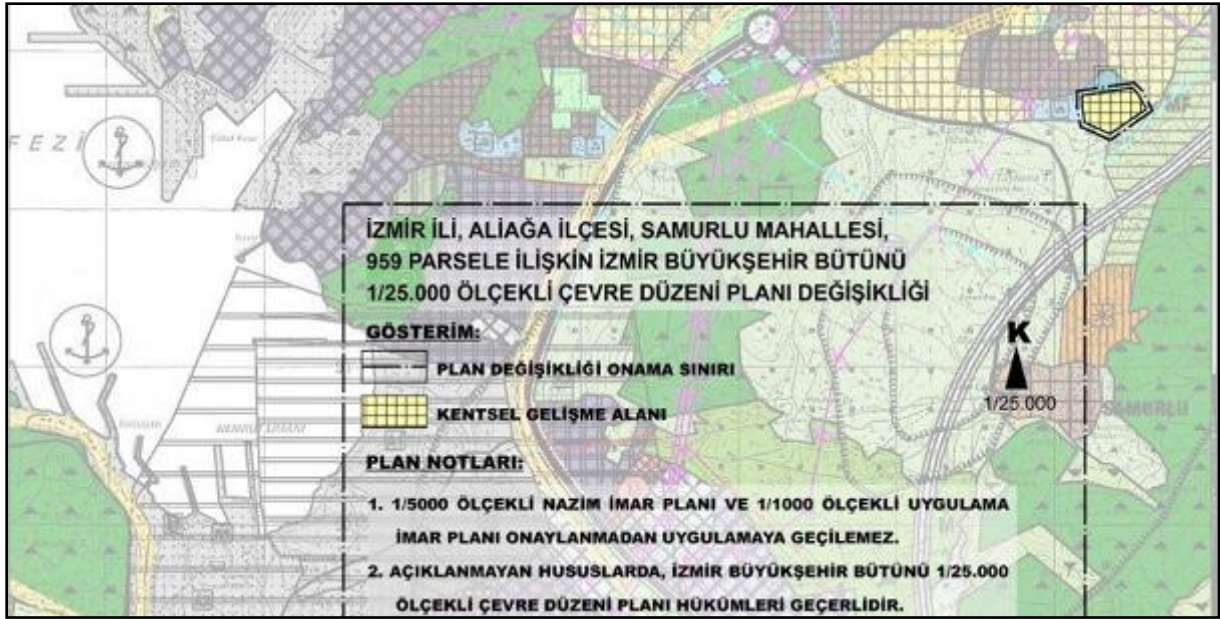 FEZİ
MF
İZMİR İLİ, ALİAĞA İLÇESİ, SAMURLU MAHALLESİ,
959 PARSELE İLİŞKİN İZMİR BÜYÜKŞEHİR BÜTÜNÜ
1/25.000 ÖLÇEKLİ ÇEVRE DÜZENİ PLANI DEĞİŞİKLİĞİ
GÖSTERİM:
PLAN DEĞİŞİKLİĞİ ONAMA SINIRI
KENTSEL GELİŞME ALANI
K
1/25.000
SAMURLU
PLAN NOTLARI:
1. 1/5000 ÖLÇEKLİ NAZIM İMAR PLANI VE 1/1000 ÖLÇEKLİ UYGULAMA
İMAR PLANI ONAYLANMADAN UYGULAMAYA GEÇİLEMEZ.
2. AÇIKLANMAYAN HUSUSLARDA, İZMİR BÜYÜKŞEHİR BÜTÜNÜ 1/25.000
ÖLÇEKLİ ÇEVRE DÜZENİ PLANI HÜKÜMLERİ GEÇERLİDİR.